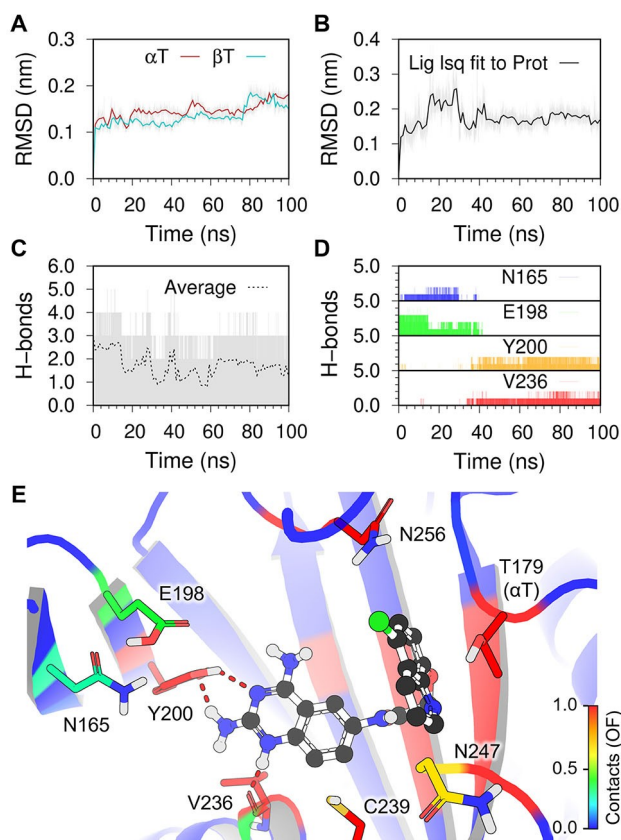 A
0.3
0.2
0.1
0.0
RMSD (nm)
αT βT
0 20 40 60 80 100
Time (ns)
B
0.4
0.3
0.2
0.1
0.0
RMSD (nm)
Lig lsq fit to Prot
0 20 40 60 80 100
Time (ns)
C
6.0
5.0
4.0
3.0
2.0
1.0
0.0
H−bonds
Average
0 20 40 60 80 100
Time (ns)
D
5.0
5.0
5.0
5.0
0.0
H−bonds
N165
E198
Y200
V236
0 20 40 60 80 100
Time (ns)
E
N256
T179
(αT)
E198
N165
Y200
V236
C239
N247
1.0
0.5
0.0
Contacts (OF)